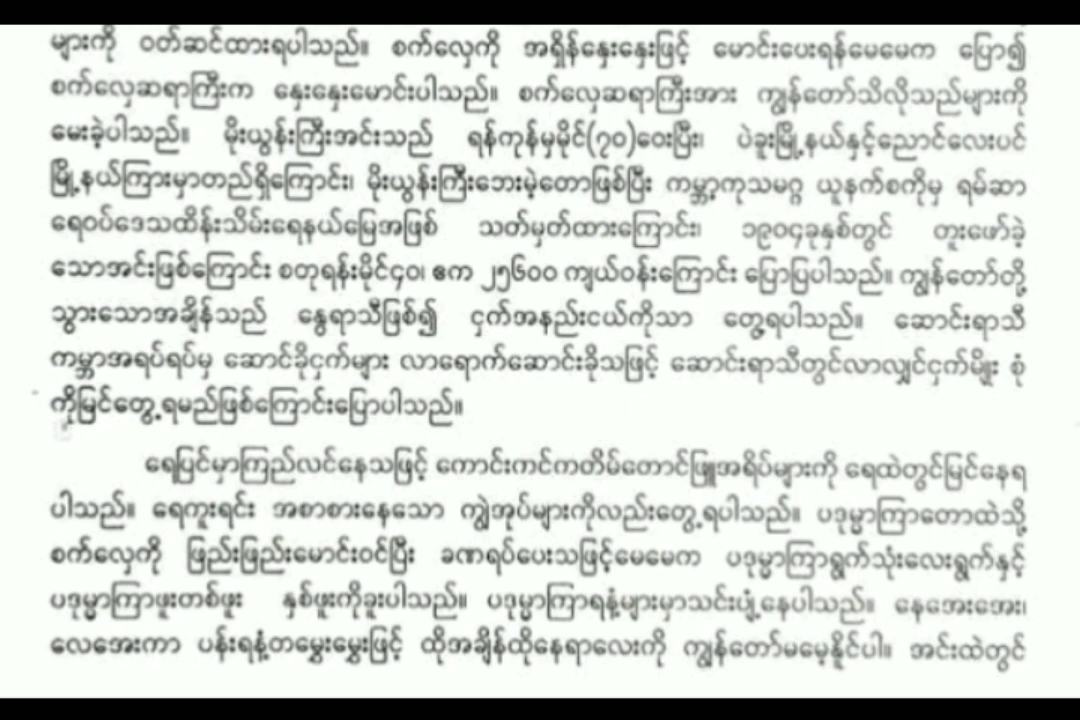 များကို ဝတ်ဆင်ထားရပါသည်။ စက်လှေကို အရှိန်နှေးနှေးဖြင့် မောင်းပေးရန်မေမေက ပြော၍
စက်လှေဆရာကြီးက နှေးနှေးမောင်းပါသည်။ စက်လှေဆရာကြီးအား ကျွန်တော်သိလိုသည်များကို
မေးခဲ့ပါသည်။ မိုးယွန်းကြီးအင်းသည် ရန်ကုန်မှမိုင်(၇၀)ဝေးပြီး၊ ပဲခူးမြို့နယ်နှင့်ညောင်လေးပင်
မြို့နယ်ကြားမှာတည်ရှိကြောင်း၊ မိုးယွန်းကြီးဘေးမဲ့တောဖြစ်ပြီး ကမ္ဘာ့ကုသမဂ္ဂ ယူနက်စကိုမှ ရမ်ဆာ
ရေဝပ်ဒေသထိန်းသိမ်းရေနယ်မြေအဖြစ် သတ်မှတ်ထားကြောင်း၊ ၁၉၀၄ခုနှစ်တွင် တူးဖော်ခဲ့
သောအင်းဖြစ်ကြောင်း စတုရန်းမိုင်၄၀၊ ဧက ၂၅၆၀၀ ကျယ်ဝန်းကြောင်း ပြောပြပါသည်။ ကျွန်တော်တို့
သွားသောအချိန်သည် နွေရာသီဖြစ်၍ ငှက်အနည်းငယ်ကိုသာ တွေ့ရပါသည်။ ဆောင်းရာသီ
ကမ္ဘာအရပ်ရပ်မှ ဆောင်ခိုငှက်များ လာရောက်ဆောင်းခိုသဖြင့် ဆောင်းရာသီတွင်လာလျှင်ငှက်မျိုး စုံ
ကိုမြင်တွေ့ရမည်ဖြစ်ကြောင်းပြောပါသည်။
ရေပြင်မှာကြည်လင်နေသဖြင့် ကောင်းကင်ကတိမ်တောင်ဖြူအရိပ်များကို ရေထဲတွင်မြင်နေရ
ပါသည်။ ရေကူးရင်း အစာစားနေသော ကျွဲအုပ်များကိုလည်းတွေ့ရပါသည်။ ပဒုမ္မာကြာတောထဲသို့
စက်လှေကို ဖြည်းဖြည်းမောင်းဝင်ပြီး ခဏရပ်ပေးသဖြင့်မေမေက ပဒုမ္မာကြာရွက်သုံးလေးရွက်နှင့်
ပဒုမ္မာကြာဖူးတစ်ဖူး နှစ်ဖူးကိုခူးပါသည်။ ပဒုမ္မာကြာရနံ့များမှာသင်းပျံ့နေပါသည်။ နေအေးအေး၊
လေအေးကာ ပန်းရနံ့တမွှေးမွှေးဖြင့် ထိုအချိန်ထိုနေရာလေးကို ကျွန်တော်မမေ့နိုင်ပါ။ အင်းထဲတွင်